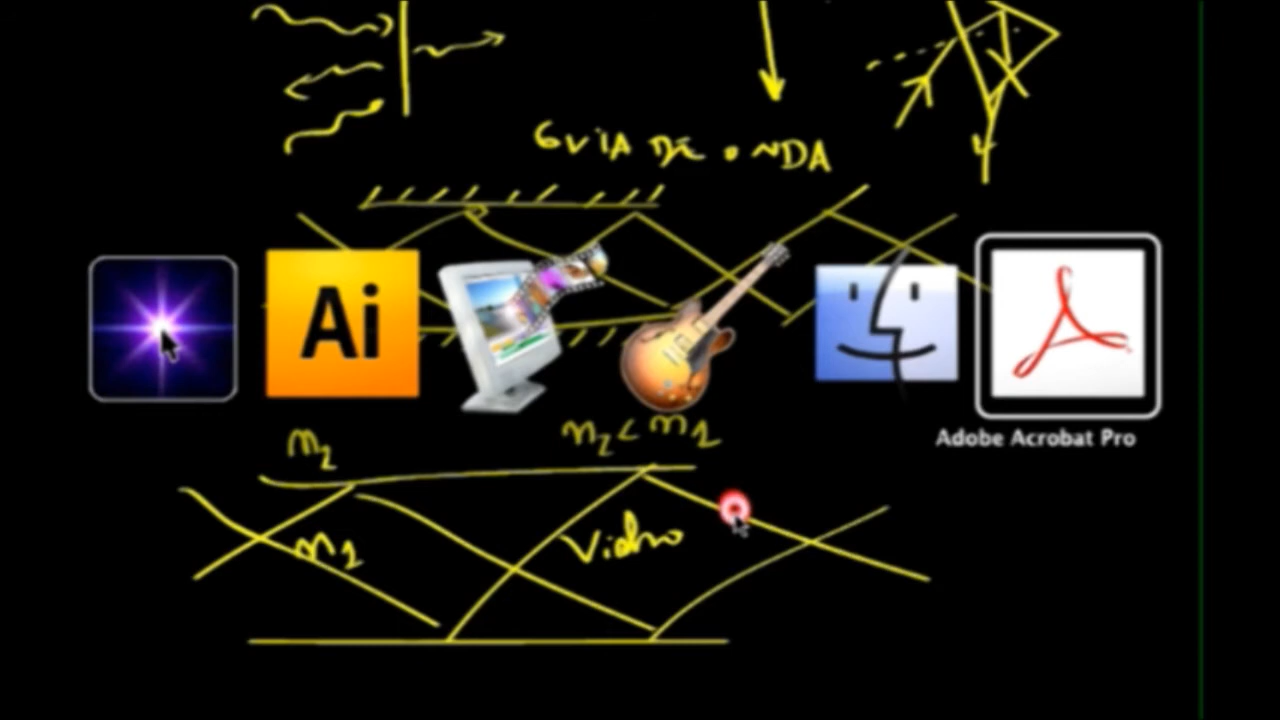 GUIA DE ONDA
Ai
Adobe Acrobat Pro
n2 n2 < n1
n1 Vidro